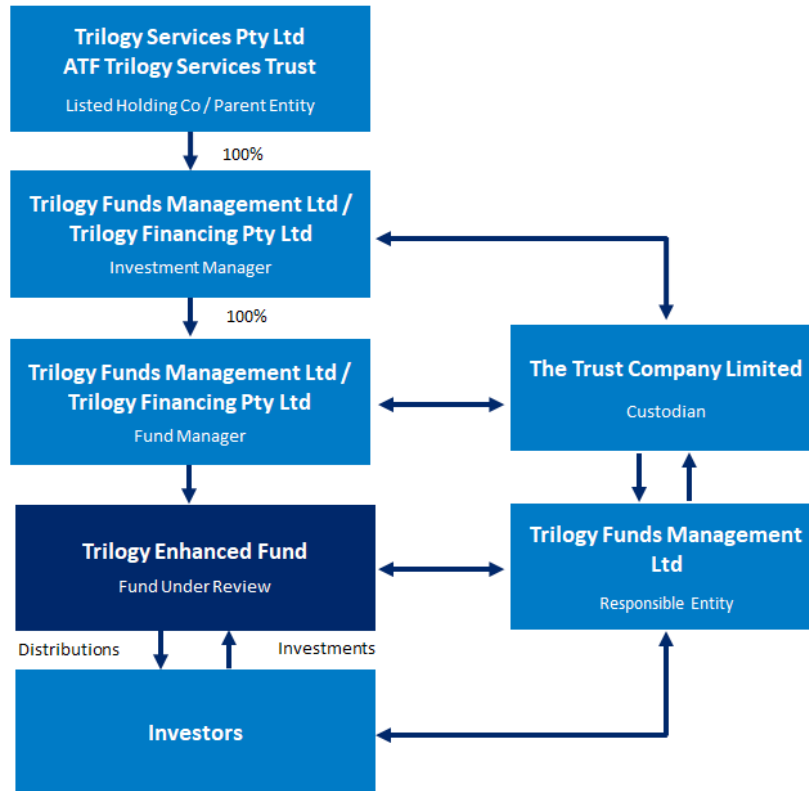 Trilogy Services Pty Ltd
ATF Trilogy Services Trust
Listed Holding Co / Parent Entity
100%
Trilogy Funds Management Ltd /
Trilogy Financing Pty Ltd
Investment Manager
100%
Trilogy Funds Management Ltd /
Trilogy Financing Pty Ltd
Fund Manager
The Trust Company Limited
Custodian
Trilogy Enhanced Fund
Fund Under Review
Trilogy Funds Management
Ltd
Responsible Entity
Distributions
Investments
Investors